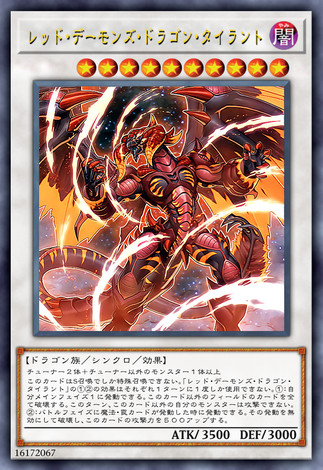 レッド・デーモンズ・ドラゴン・タイラント
やみ
闇
【ドラゴン族／シンクロ／効果】
チューナー2体＋チューナー以外のモンスター1体以上
このカードはS召喚でしか特殊召喚できない。「レッド・デーモンズ・ドラゴン・
タイラント」の①②の効果はそれぞれ1ターンに1度しか使用できない。①：自
分メインフェイズ1に発動できる。このカード以外のフィールドのカードを全
て破壊する。このターン、このカード以外の自分のモンスターは攻撃できない。
②：バトルフェイズに魔法・罠カードが発動した時に発動できる。その発動を無
効にして破壊し、このカードの攻撃力を500アップする。
ATK/ 3500 DEF/3000
16172067